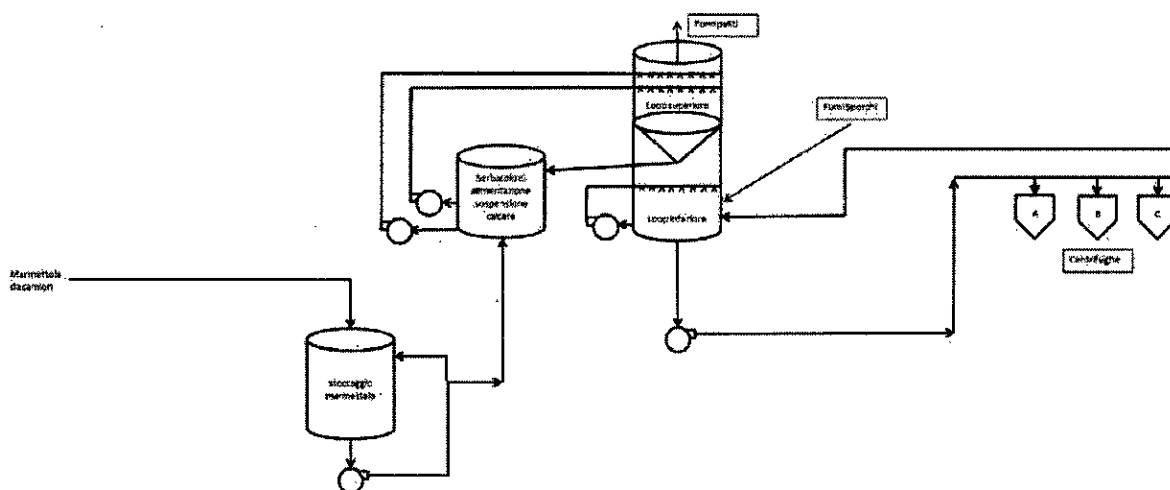 Fumi puliti
Loop superiore
Fumi Sporchi
Serbatoio di
alimentazione
sospensione
calcare
Loop inferiore
A
B
C
Centrifughe
Marmettola
da camion
stoccaggio
marmettola